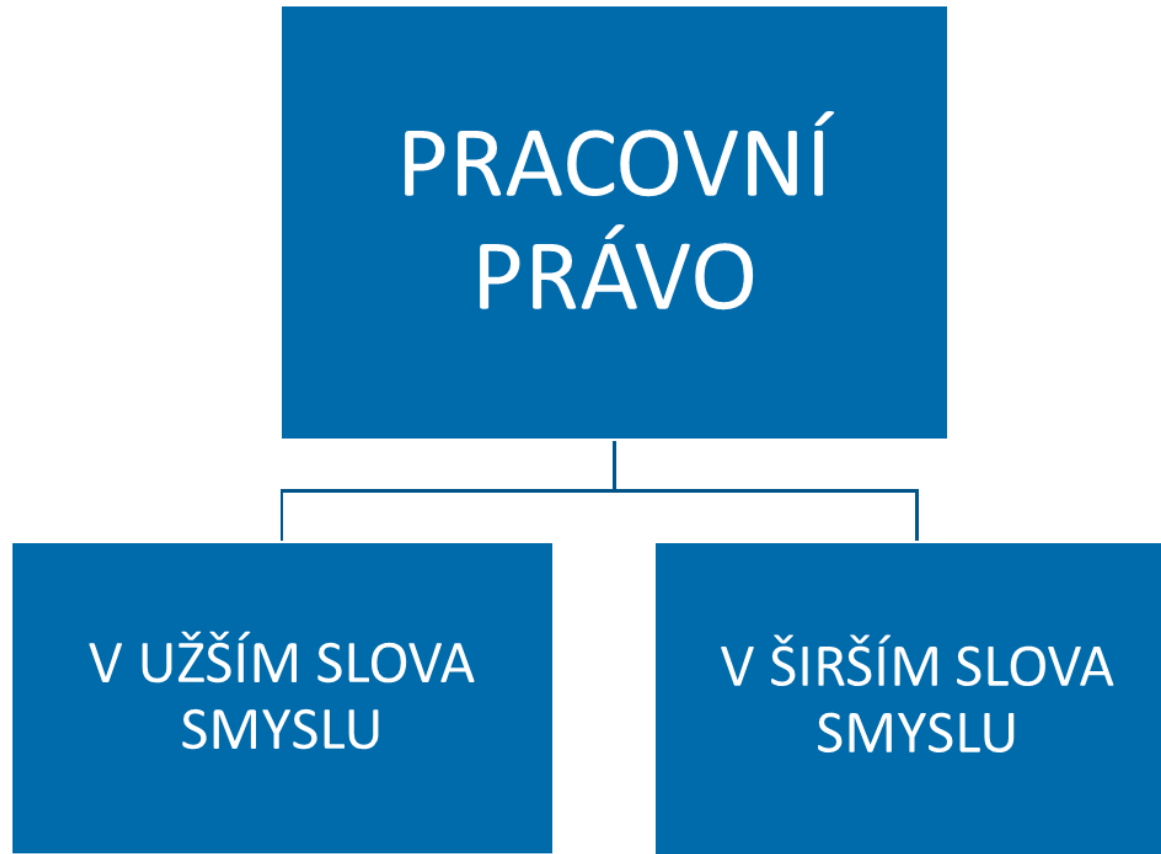 PRACOVNÍ
PRÁVO
V UŽŠÍM SLOVA
SMYSLU
V ŠIRŠÍM SLOVA
SMYSLU